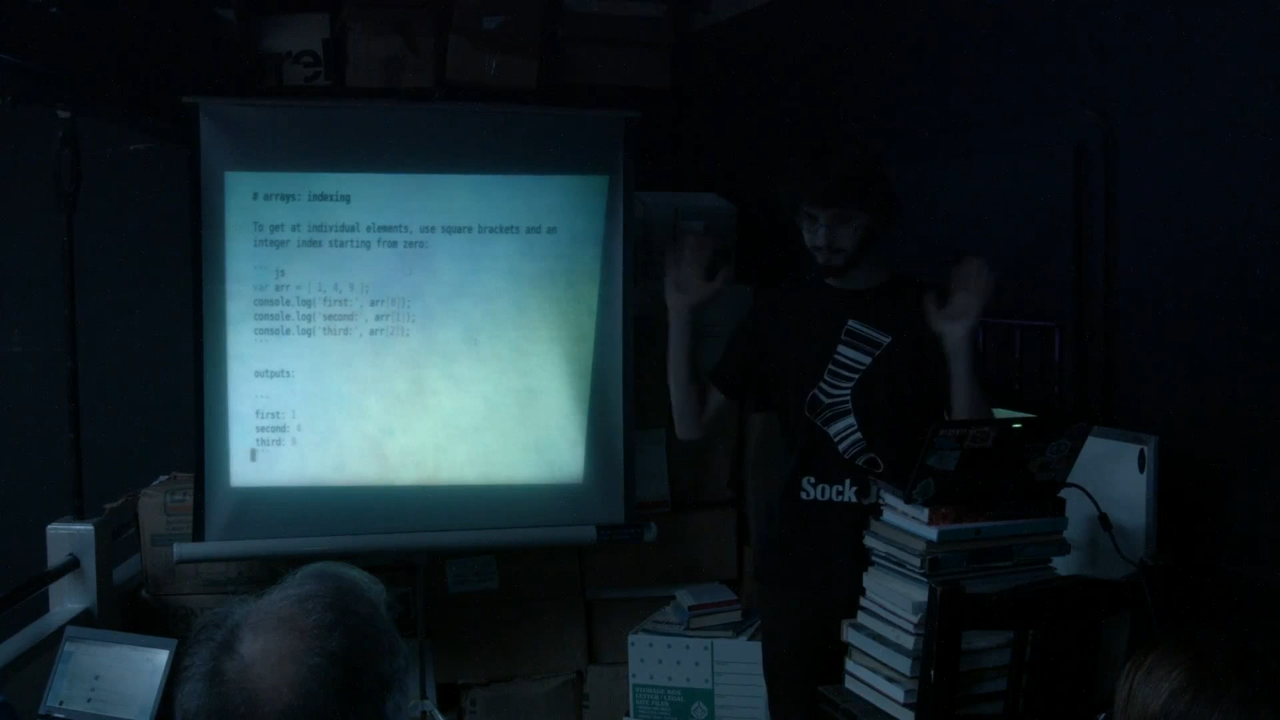 # arrays: indexing
To get at individual elements, use square brackets and an
integer index starting from zero:
``` js
var arr = [ 1, 4, 9 ];
console.log('first:', arr[0]);
console.log('second:', arr[1]);
console.log('third:', arr[2]);
```
outputs:
```
first: 1
second: 4
third: 9
```
Sock